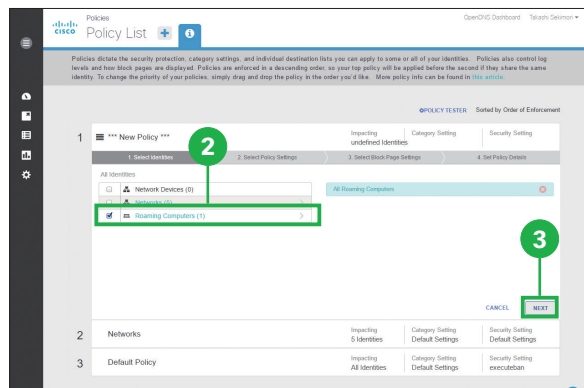 Policies
OpenDNS Dashboard Takashi Sekimon
CISCO
Policy List
Policies dictate the security protection, category settings, and individual destination lists you can apply to some or all of your identities. Policies also control log
levels and how block pages are displayed. Policies are enforced in a descending order, so your top policy will be applied before the second if they share the same
identity. To change the priority of your policies, simply drag and drop the policy in the order you'd like. More policy info can be found in this article.
POLICY TESTER Sorted by Order of Enforcement
1 *** New Policy *** Impacting undefined Identities Category Setting Security Setting
1. Select Identities 2. Select Policy Settings 3. Select Block Page Settings 4. Set Policy Details
2
All Identities
Network Devices (0) All Roaming Computers
Networks (5)
Roaming Computers (1)
3
CANCEL NEXT
2 Networks Impacting 5 Identities Category Setting Default Settings Security Setting Default Settings
3 Default Policy Impacting All Identities Category Setting Default Settings Security Setting executeban